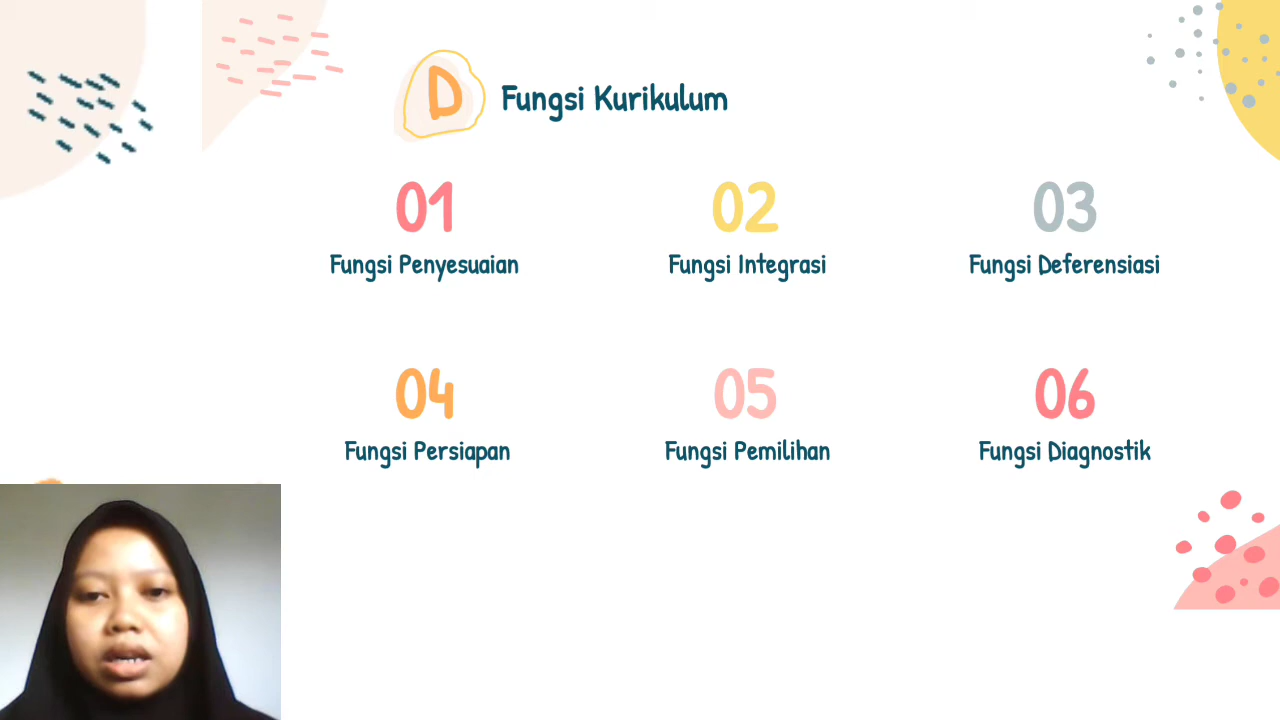 D
Fungsi Kurikulum
01
Fungsi Penyesuaian
02
Fungsi Integrasi
03
Fungsi Deferensiasi
04
Fungsi Persiapan
05
Fungsi Pemilihan
06
Fungsi Diagnostik